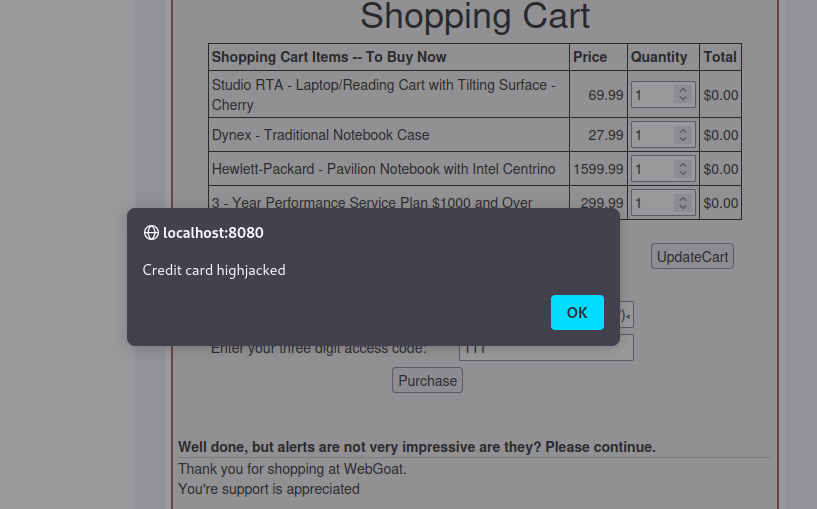 Shopping Cart
Shopping Cart Items -- To Buy Now Price Quantity Total
Studio RTA - Laptop/Reading Cart with Tilting Surface - Cherry 69.99 1 $0.00
Dynex - Traditional Notebook Case 27.99 1 $0.00
Hewlett-Packard - Pavilion Notebook with Intel Centrino 1599.99 1 $0.00
3 - Year Performance Service Plan $1000 and Over 299.99 1 $0.00
localhost:8080
UpdateCart
Credit card highjacked
OK
Enter your three digit access code: 111
Purchase
Well done, but alerts are not very impressive are they? Please continue.
Thank you for shopping at WebGoat.
You're support is appreciated